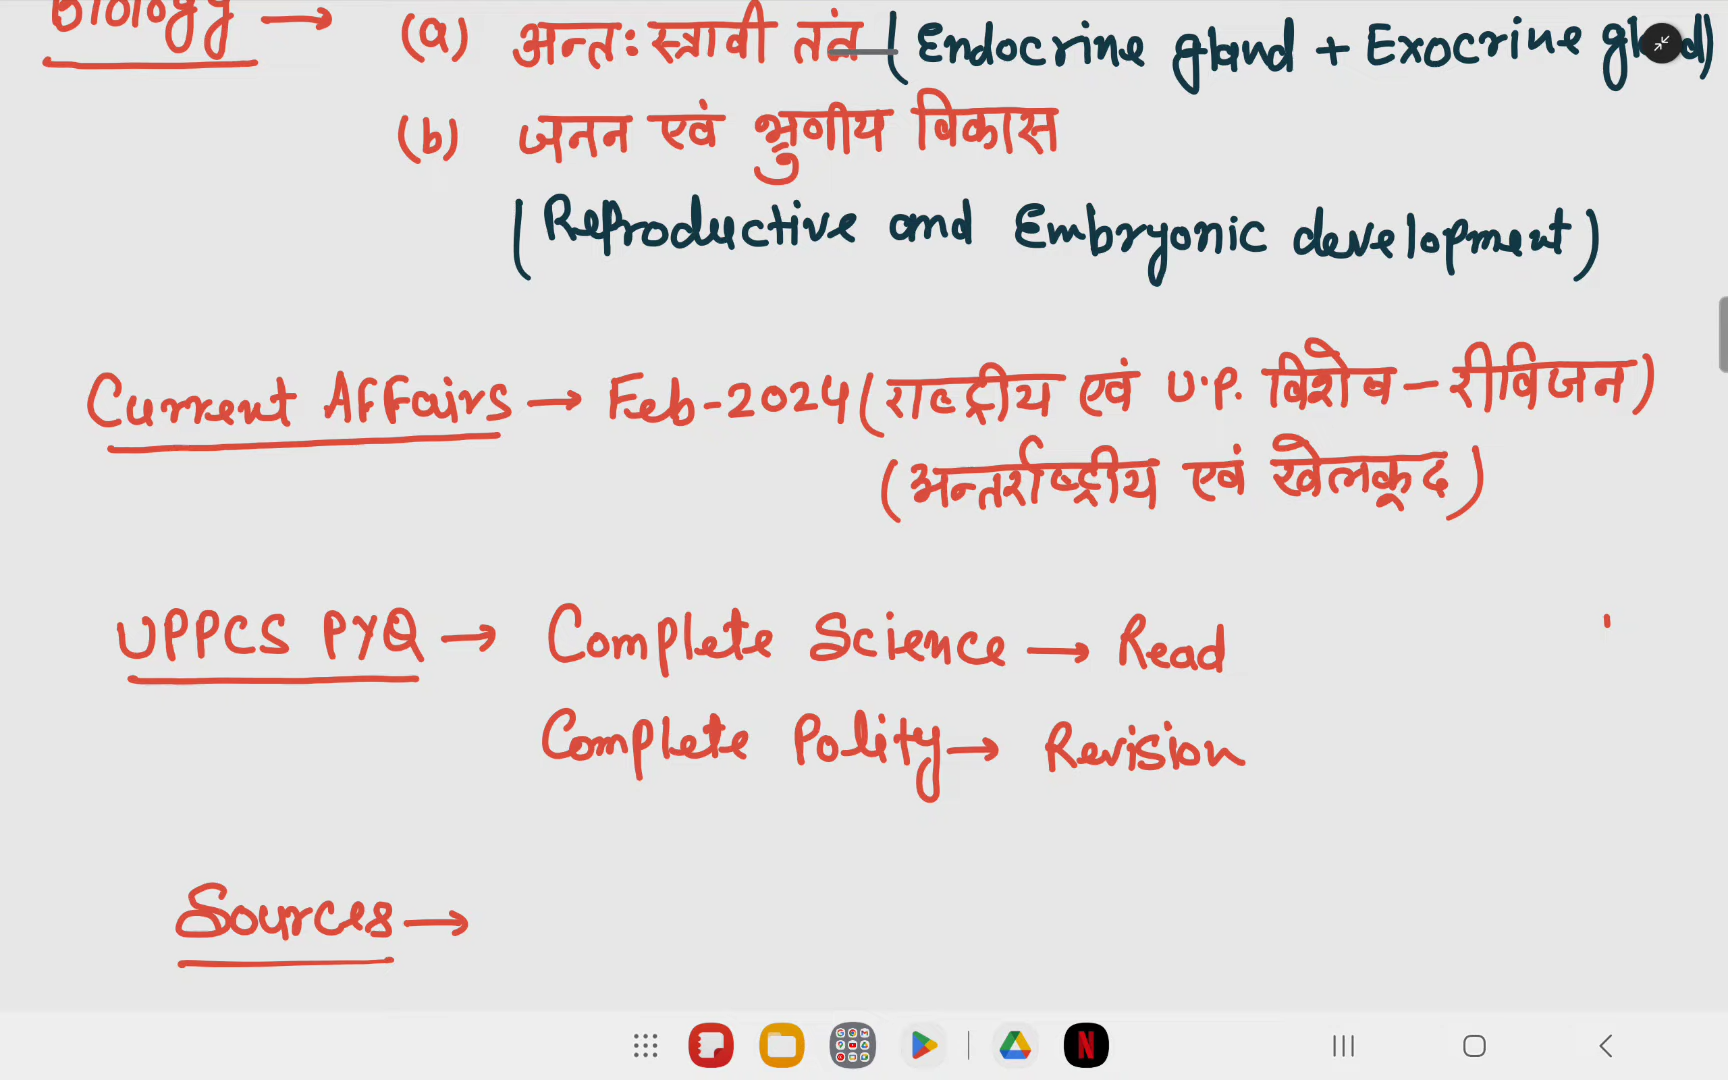 Biology → (a) अन्तः स्त्रावी तंत्र (Endocrine gland + Exocrine gland)
(b) जनन एवं भ्रुणीय विकास
(Reproductive and Embryonic development)
Current Affairs → Feb-2024 (राष्ट्रीय एवं U.P. विशेष - रीविजन)
(अन्तर्राष्ट्रीय एवं खेलकूद)
UPPCS PYQ → Complete Science → Read
Complete Polity → Revision
Sources →